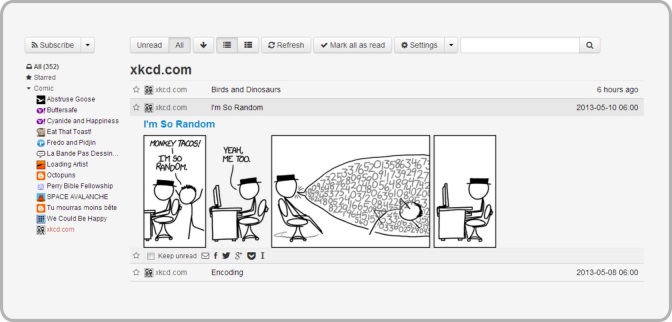 Subscribe
Unread All Refresh Mark all as read Settings
All (352)
Starred
Comic
Abstruse Goose
Buttersafe
Cyanide and Happiness
Eat That Toast!
Fredo and Pidjin
La Bande Pas Dessin...
Loading Artist
Octopuns
Perry Bible Fellowship
SPACE AVALANCHE
Tu mourras moins bête
We Could Be Happy
xkcd.com
xkcd.com
xkcd.com Birds and Dinosaurs 6 hours ago
xkcd.com I'm So Random 2013-05-10 06:00
I'm So Random
MONKEY TACOS!
I'M SO
RANDOM.
YEAH,
ME TOO.
Keep unread
xkcd.com Encoding 2013-05-08 06:00